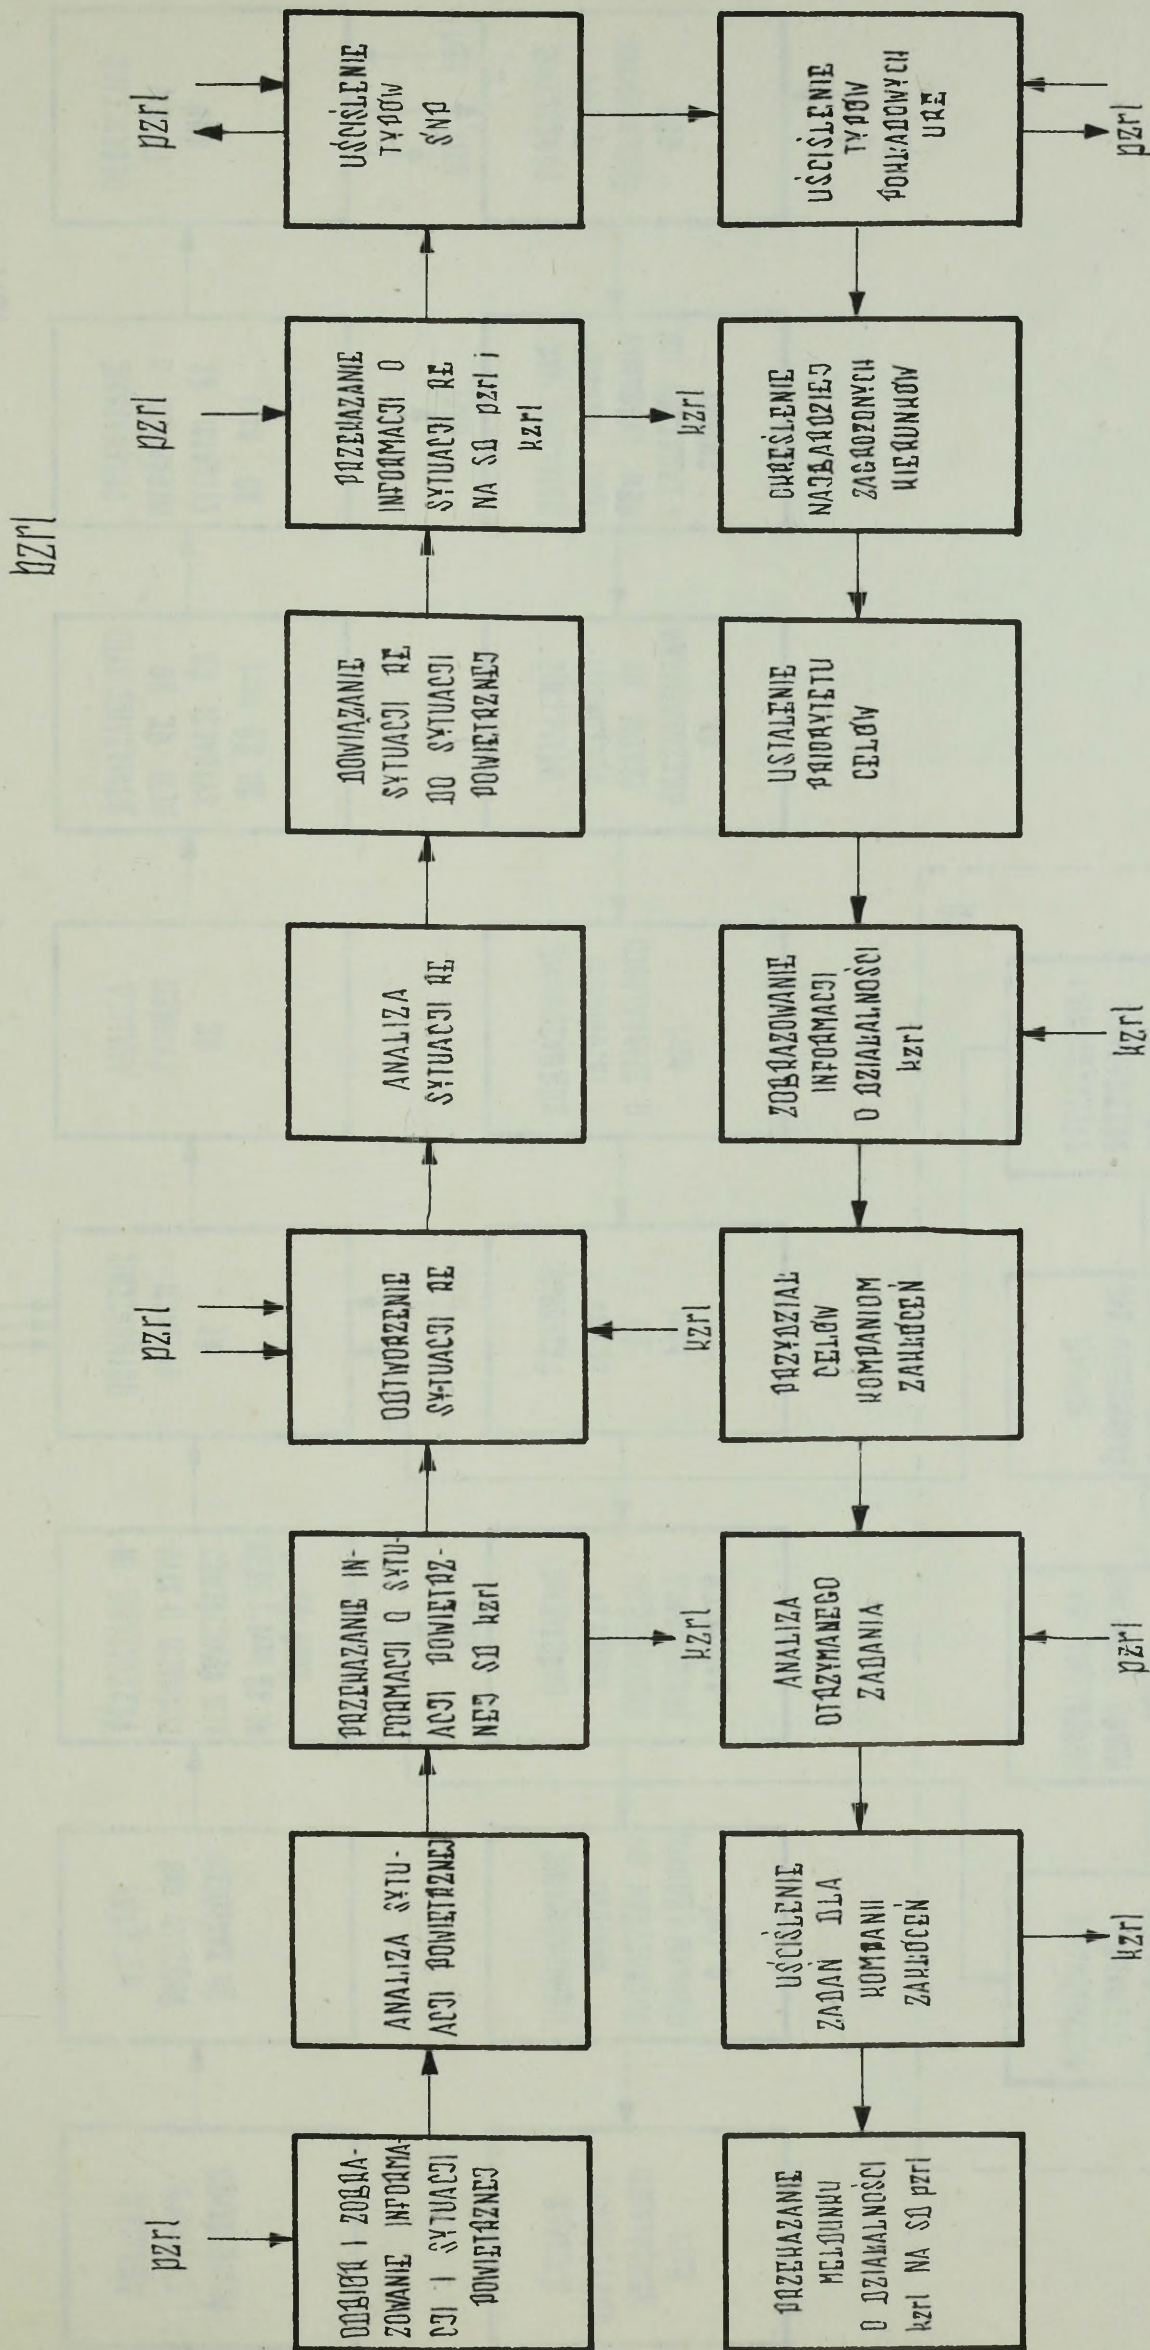 bzrl
pzrl
ODBIÓR I ZOBRA-
ZOWANIE INFORMA-
CJI I SYTUACJI
POWIETRZNEJ
ANALIZA SYTU-
ACJI POWIETRZNEJ
PRZEKAZANIE IN-
FORMACJI O SYTU-
ACJI POWIETRZ-
NEJ SD kzrl
kzrl
pzrl
ODTWORZENIE
SYTUACJI RE
kzrl
ANALIZA
SYTUACJI RE
DOWIĄZANIE
SYTUACJI RE
DO SYTUACJI
POWIETRZNEJ
pzrl
PRZEKAZANIE
INFORMACJI O
SYTUACJI RE
NA SD pzrl i
kzrl
kzrl
pzrl
UŚCIŚLENIE
TYPÓW
ŚNP
UŚCIŚLENIE
TYPÓW
POKŁADOWYCH
URE
pzrl
OKREŚLENIE
NAJBARDZIEJ
ZAGROŻONYCH
KIERUNKÓW
USTALENIE
PRIORYTETU
CELÓW
ZOBRAZOWANIE
INFORMACJI
O DZIAŁALNOŚCI
kzrl
kzrl
PRZYDZIAŁ
CELÓW
KOMPANIOM
ZAKŁÓCEŃ
ANALIZA
OTRZYMANEGO
ZADANIA
pzrl
UŚCIŚLENIE
ZADAŃ DLA
KOMPANII
ZAKŁÓCEŃ
kzrl
PRZEKAZANIE
MELDUNKU
O DZIAŁALNOŚCI
kzrl NA SD pzrl